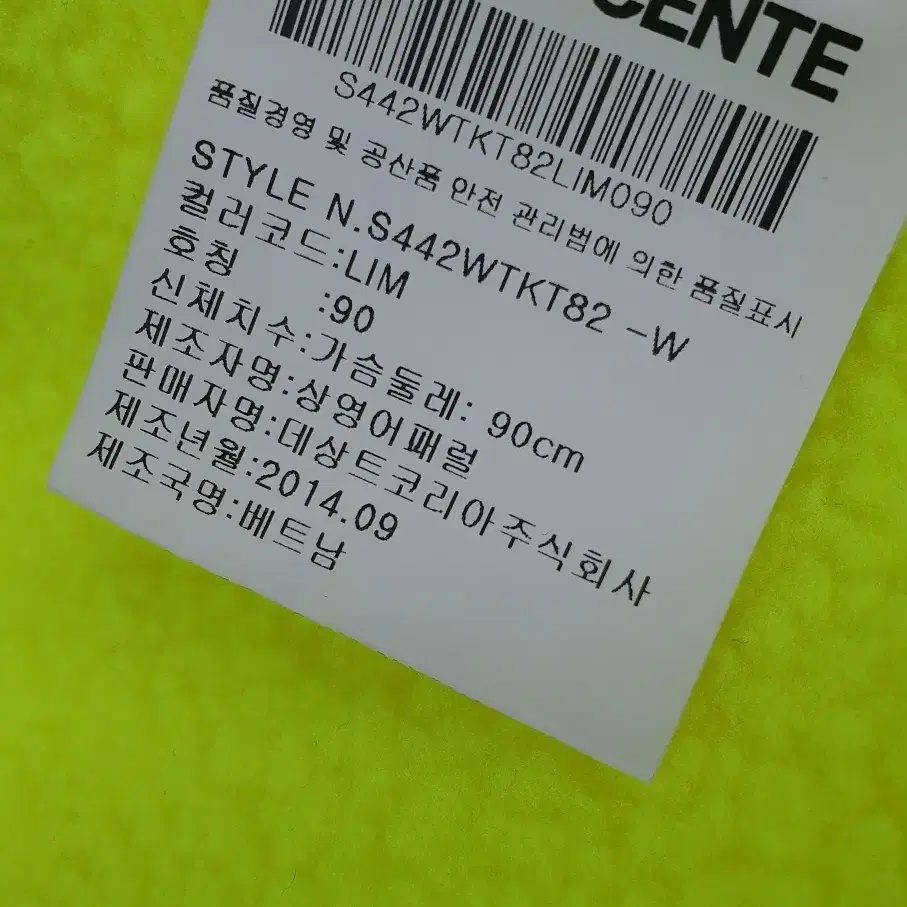 CENTE
S442WTKT82LIM090
품질경영 및 공산품 안전 관리법에 의한 품질표시
STYLE N.S442WTKT82 -W
컬러코드:LIM
호칭 :90
신체치수:가슴둘레: 90cm
제조자명:상영어패럴
판매자명:데상트코리아주식회사
제조년월:2014.09
제조국명:베트남